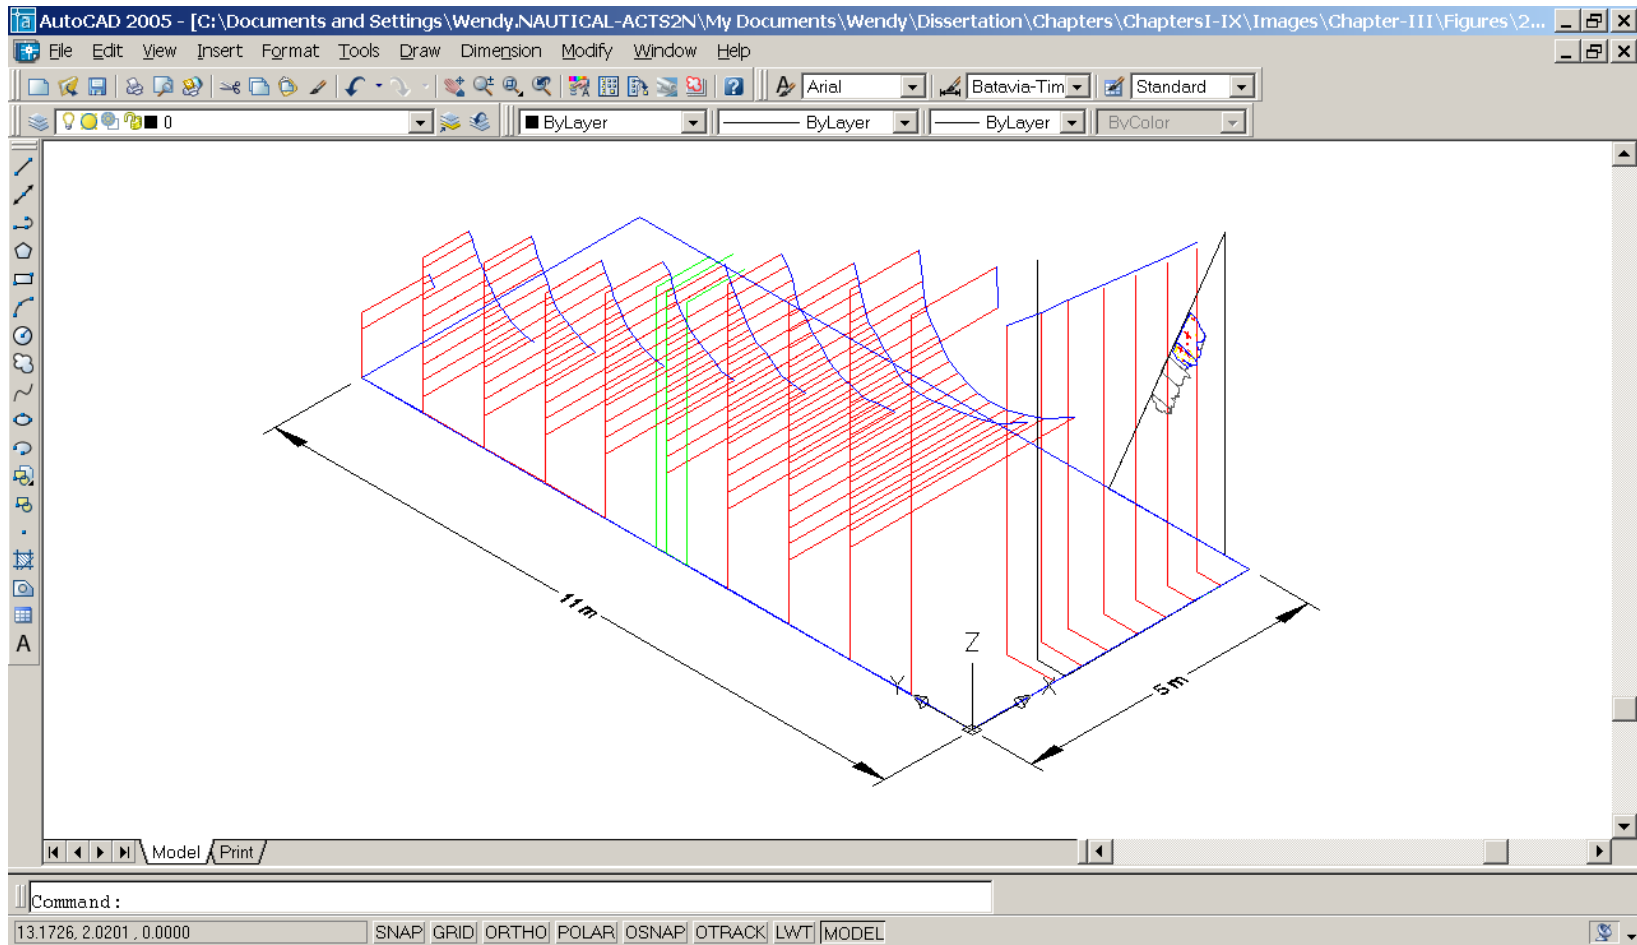 AutoCAD 2005 - [C:\Documents and Settings\Wendy.NAUTICAL-ACTS2N\My Documents\Wendy\Dissertation\Chapters\ChaptersI-IX\Images\Chapter-III\Figures\2...
File Edit View Insert Format Tools Draw Dimension Modify Window Help
Arial Batavia-Tim Standard
0 ByLayer ByLayer ByLayer ByColor
11m
Z
Y X
5m
A
Model Print
Command:
13.1726, 2.0201 , 0.0000 SNAP GRID ORTHO POLAR OSNAP OTRACK LWT MODEL